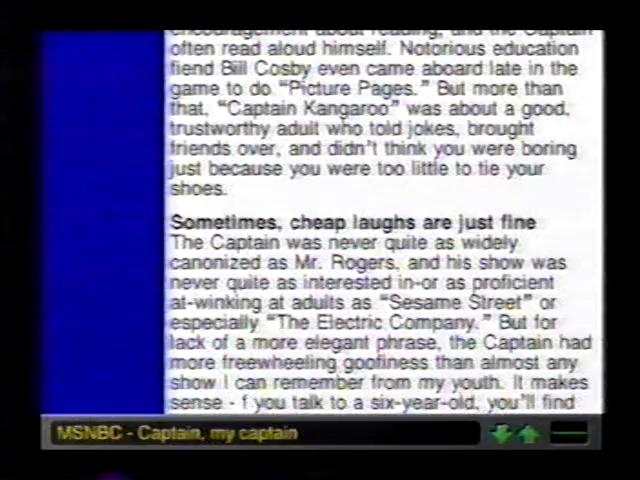 encouragement about reading, and the Captain
often read aloud himself. Notorious education
fiend Bill Cosby even came aboard late in the
game to do “Picture Pages.” But more than
that, “Captain Kangaroo” was about a good,
trustworthy adult who told jokes, brought
friends over, and didn’t think you were boring
just because you were too little to tie your
shoes.
Sometimes, cheap laughs are just fine
The Captain was never quite as widely
canonized as Mr. Rogers, and his show was
never quite as interested in-or as proficient
at-winking at adults as “Sesame Street” or
especially “The Electric Company.” But for
lack of a more elegant phrase, the Captain had
more freewheeling goofiness than almost any
show I can remember from my youth. It makes
sense - f you talk to a six-year-old, you’ll find
MSNBC - Captain, my captain